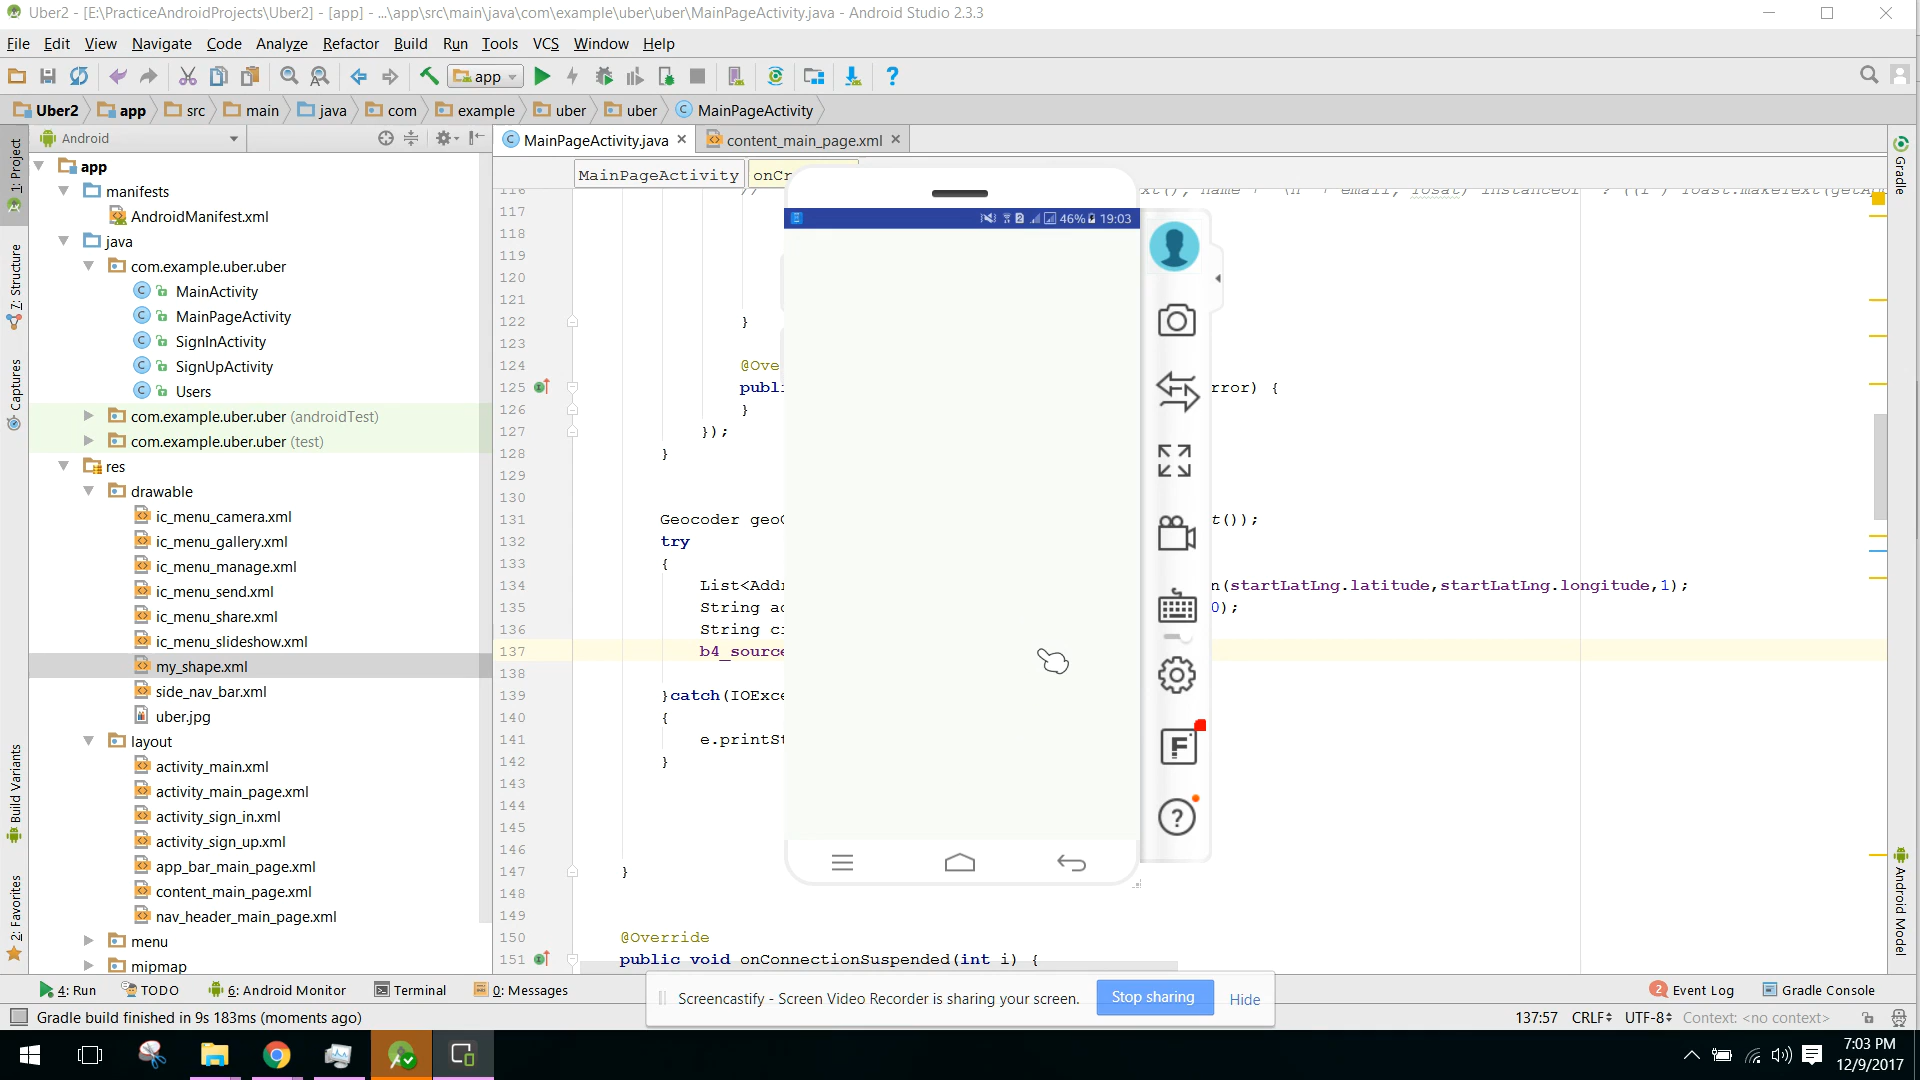 Uber2 - [E:\PracticeAndroidProjects\Uber2] - [app] - ...\app\src\main\java\com\example\uber\uber\MainPageActivity.java - Android Studio 2.3.3
File Edit View Navigate Code Analyze Refactor Build Run Tools VCS Window Help
app
Uber2 app src main java com example uber uber MainPageActivity
Android
MainPageActivity.java content_main_page.xml
1: Project
7: Structure
Captures
Build Variants
2: Favorites
app
manifests
AndroidManifest.xml
java
com.example.uber.uber
MainActivity
MainPageActivity
SignInActivity
SignUpActivity
Users
com.example.uber.uber (androidTest)
com.example.uber.uber (test)
res
drawable
ic_menu_camera.xml
ic_menu_gallery.xml
ic_menu_manage.xml
ic_menu_send.xml
ic_menu_share.xml
ic_menu_slideshow.xml
my_shape.xml
side_nav_bar.xml
uber.jpg
layout
activity_main.xml
activity_main_page.xml
activity_sign_in.xml
activity_sign_up.xml
app_bar_main_page.xml
content_main_page.xml
nav_header_main_page.xml
menu
mipmap
MainPageActivity onCr
116 //
117
118
119
120
121
122 }
123
124 @Ove
125 publi rror) {
126 }
127 });
128 }
129
130
131 Geocoder geo t());
132 try
133 {
134 List<Addr n(startLatLng.latitude,startLatLng.longitude,1);
135 String ad 0);
136 String ci
137 b4_source
138
139 }catch(IOExce
140 {
141 e.printSt
142 }
143
144
145
146
147 }
148
149
150 @Override
151 public void onConnectionSuspended(int i) {
46% 19:03
F
?
Gradle
Android Model
4: Run TODO 6: Android Monitor Terminal 0: Messages
Screencastify - Screen Video Recorder is sharing your screen. Stop sharing Hide
2 Event Log Gradle Console
Gradle build finished in 9s 183ms (moments ago)
137:57 CRLF UTF-8 Context: <no context>
7:03 PM
12/9/2017